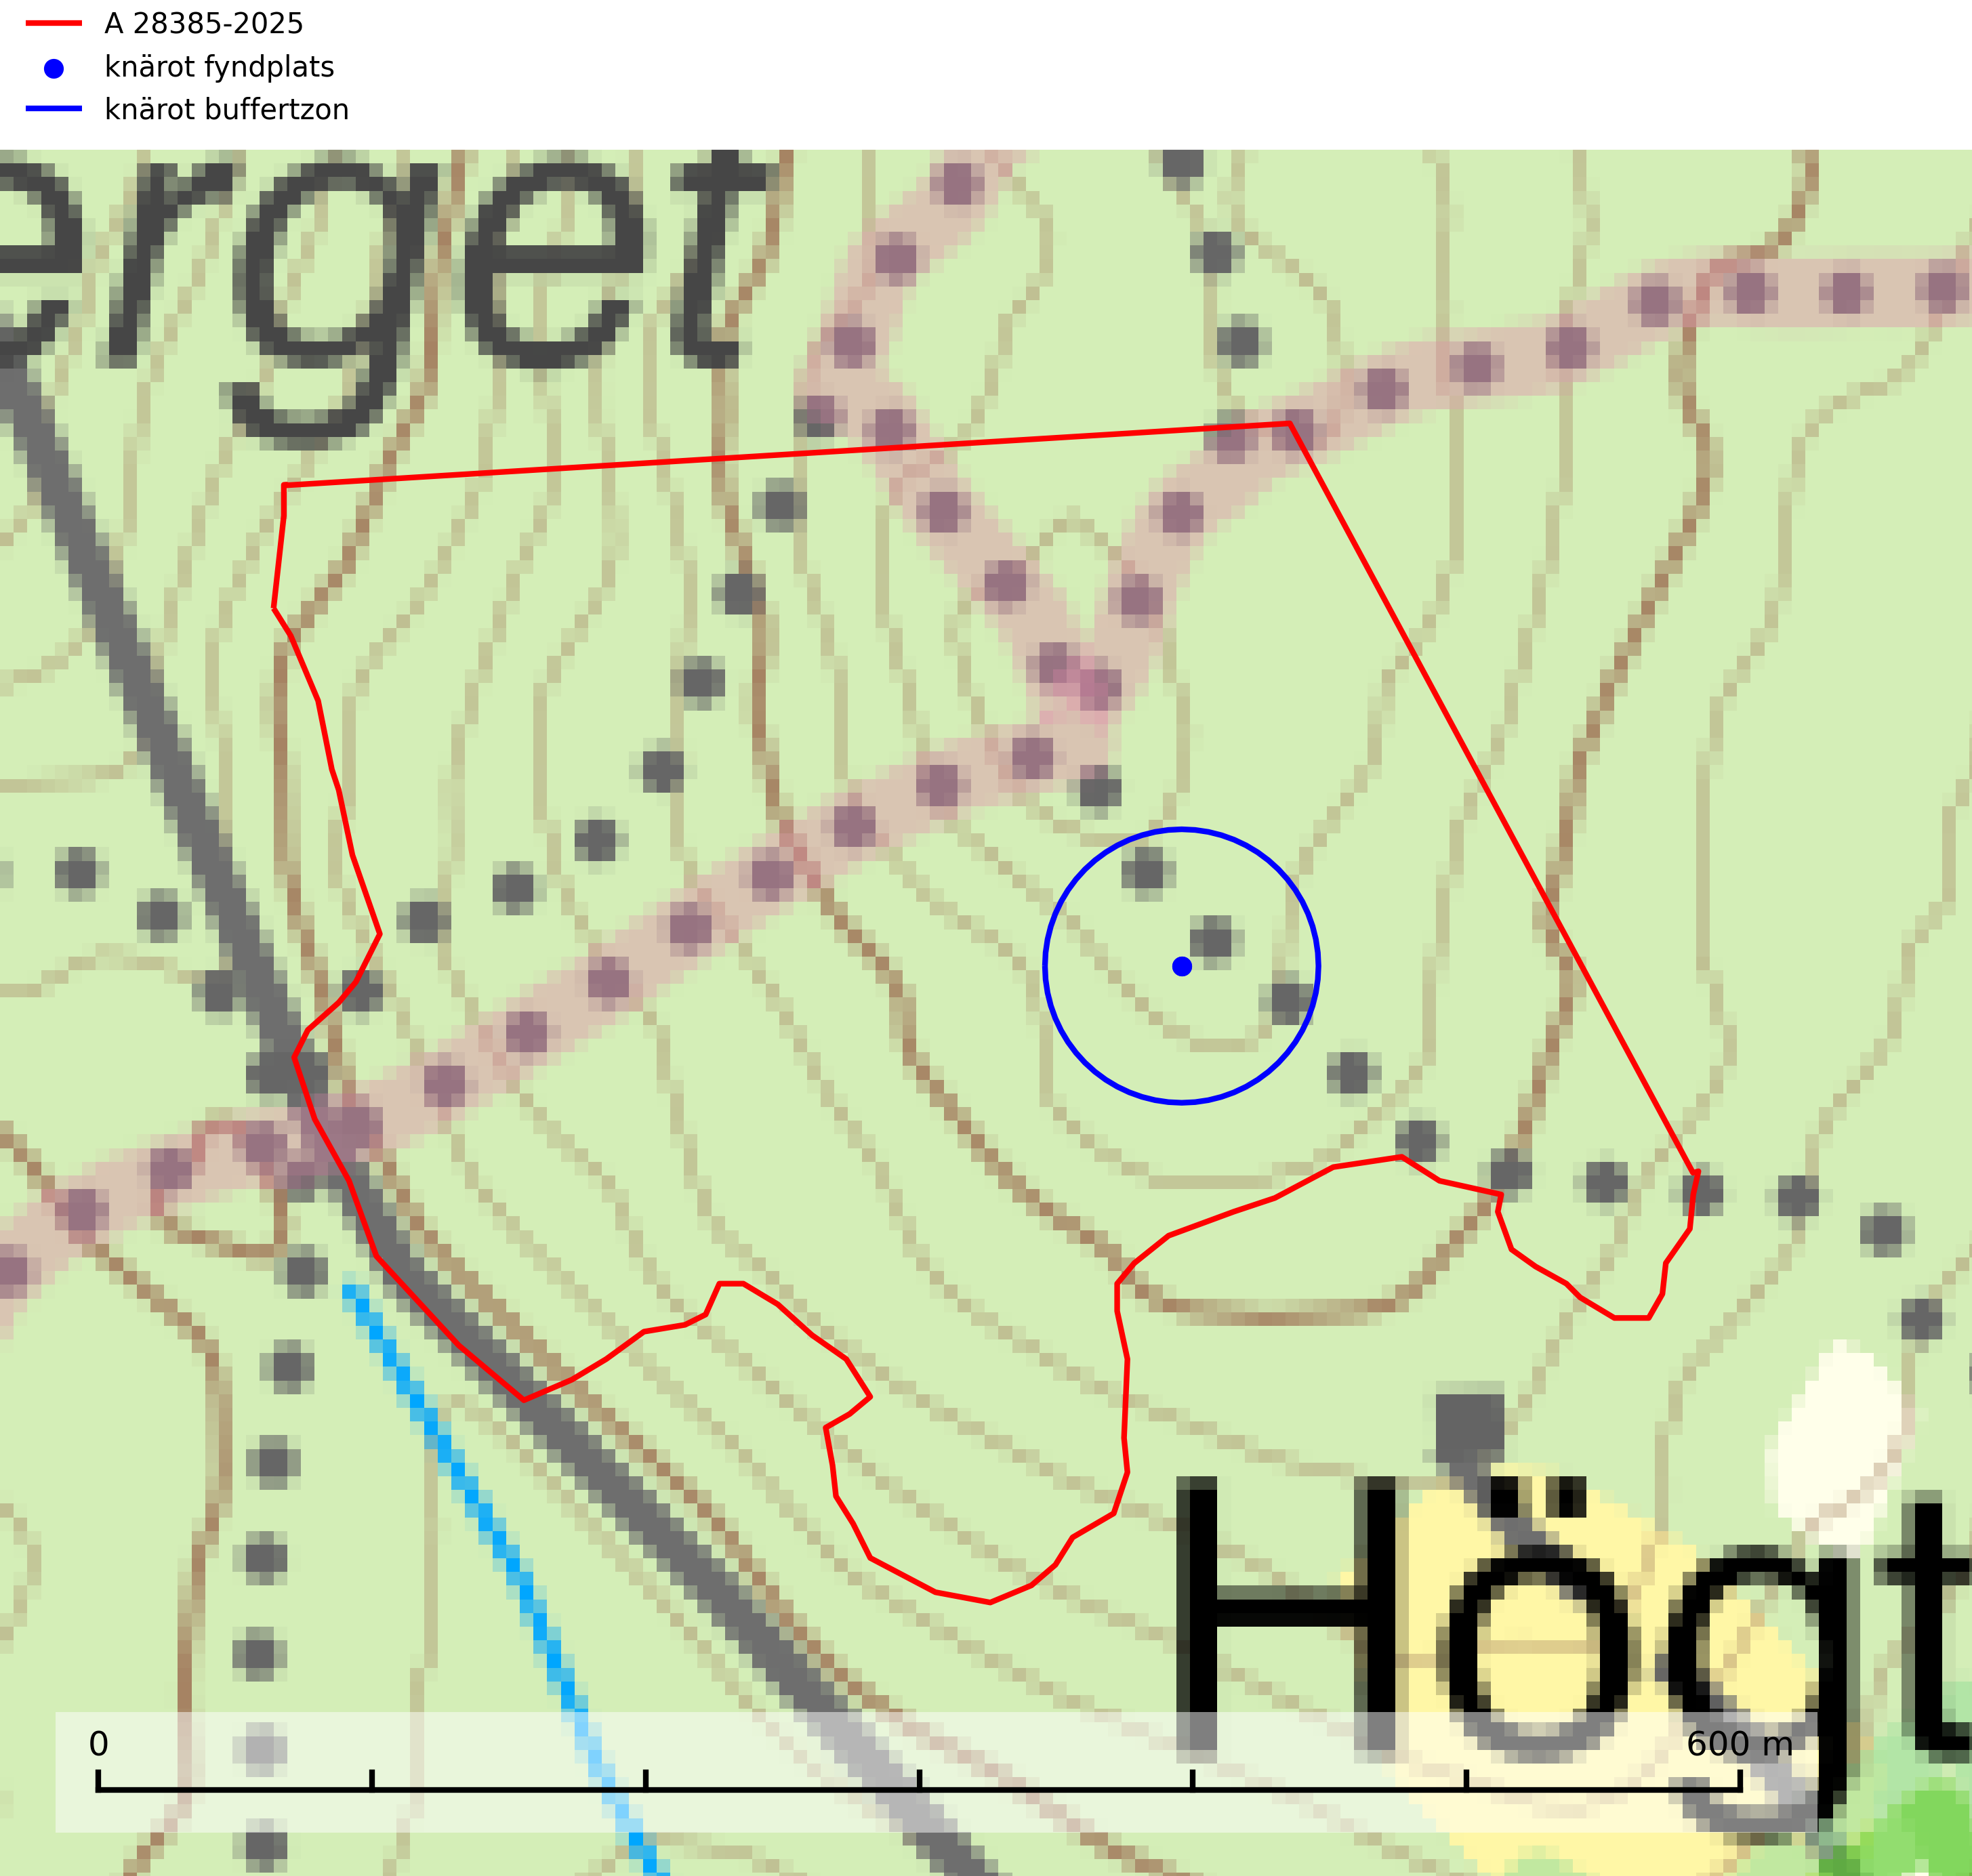 A 28385-2025
knärot fyndplats
knärot buffertzon
erget
Högt
0 600 m